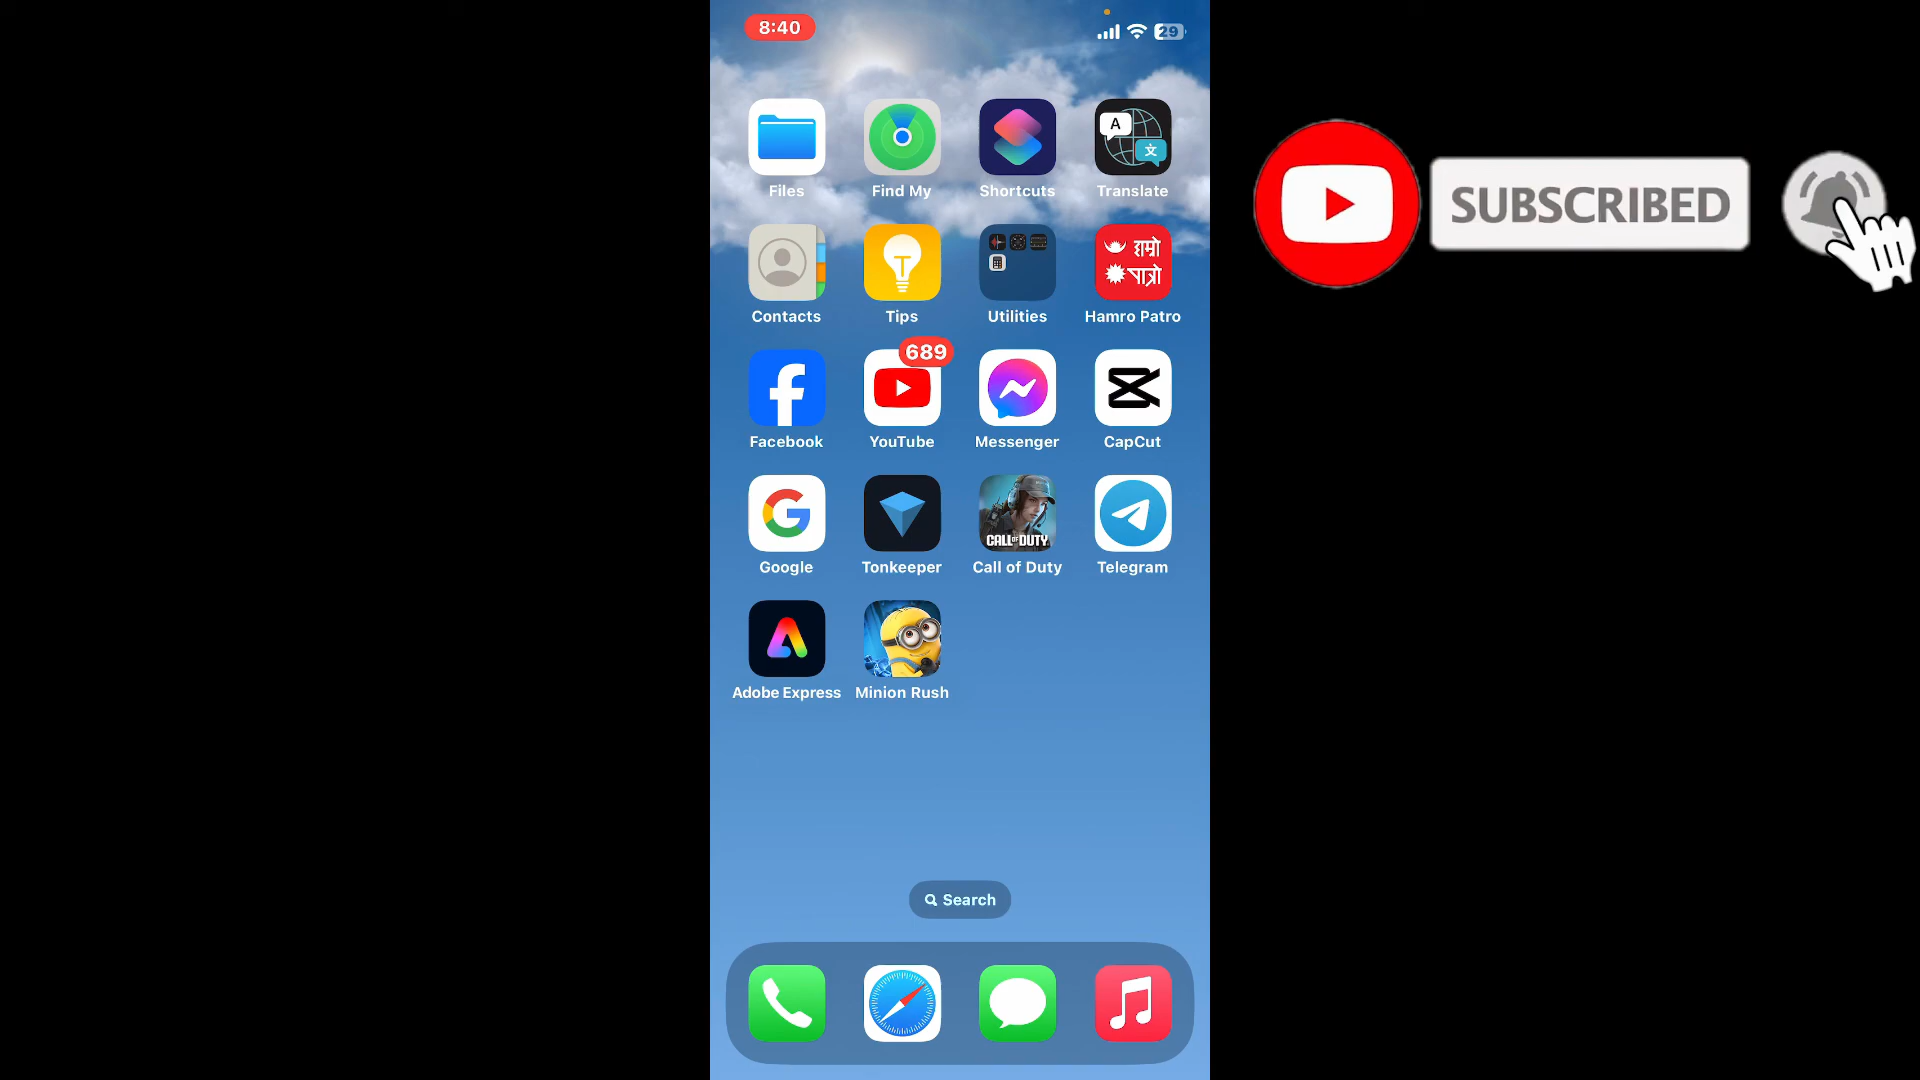 8:40
29
SUBSCRIBED
A
文
Files
Find My
Shortcuts
Translate
हाम्रो
पात्रो
Contacts
Tips
Utilities
Hamro Patro
689
Facebook
YouTube
Messenger
CapCut
CALL OF DUTY
Google
Tonkeeper
Call of Duty
Telegram
Adobe Express
Minion Rush
Search